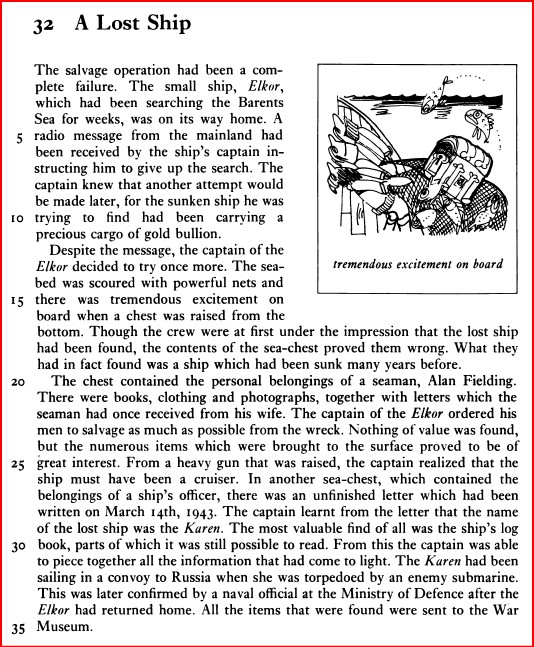 32 A Lost Ship
The salvage operation had been a com-
plete failure. The small ship, Elkor,
which had been searching the Barents
Sea for weeks, was on its way home. A
5 radio message from the mainland had
been received by the ship's captain in-
structing him to give up the search. The
captain knew that another attempt would
be made later, for the sunken ship he was
10 trying to find had been carrying a
precious cargo of gold bullion.
Despite the message, the captain of the
Elkor decided to try once more. The sea-
bed was scoured with powerful nets and
15 there was tremendous excitement on
board when a chest was raised from the
tremendous excitement on board
bottom. Though the crew were at first under the impression that the lost ship
had been found, the contents of the sea-chest proved them wrong. What they
had in fact found was a ship which had been sunk many years before.
20 The chest contained the personal belongings of a seaman, Alan Fielding.
There were books, clothing and photographs, together with letters which the
seaman had once received from his wife. The captain of the Elkor ordered his
men to salvage as much as possible from the wreck. Nothing of value was found,
but the numerous items which were brought to the surface proved to be of
25 great interest. From a heavy gun that was raised, the captain realized that the
ship must have been a cruiser. In another sea-chest, which contained the
belongings of a ship's officer, there was an unfinished letter which had been
written on March 14th, 1943. The captain learnt from the letter that the name
of the lost ship was the Karen. The most valuable find of all was the ship's log
30 book, parts of which it was still possible to read. From this the captain was able
to piece together all the information that had come to light. The Karen had been
sailing in a convoy to Russia when she was torpedoed by an enemy submarine.
This was later confirmed by a naval official at the Ministry of Defence after the
Elkor had returned home. All the items that were found were sent to the War
35 Museum.